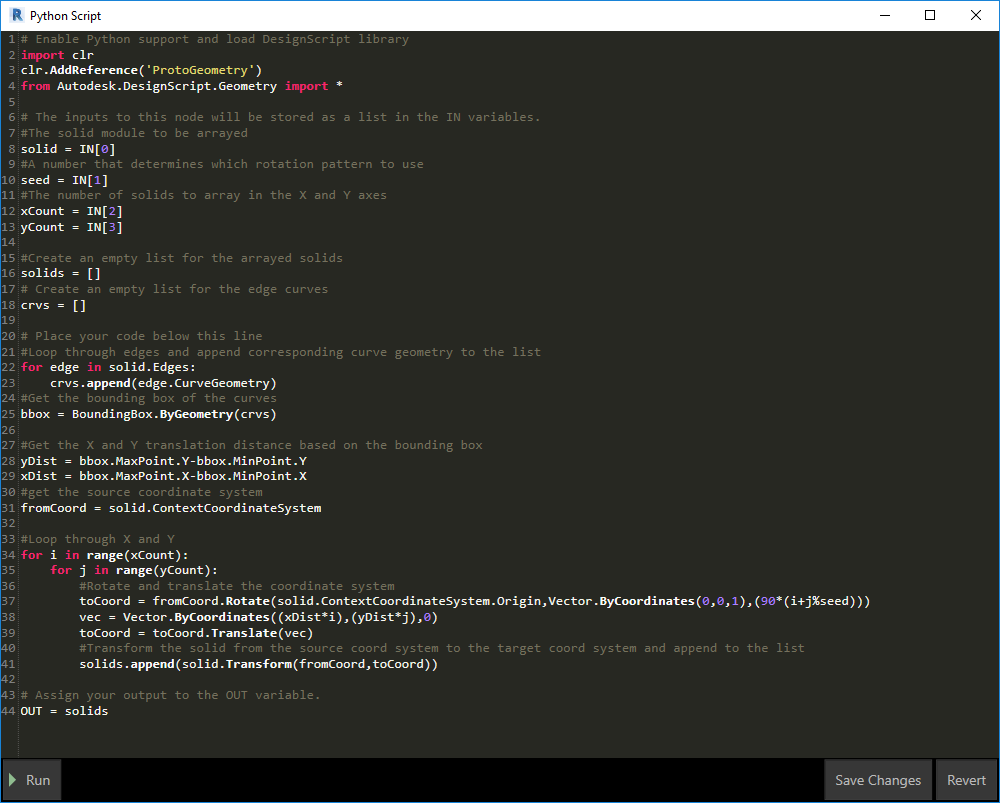 R Python Script
1 # Enable Python support and load DesignScript library
2 import clr
3 clr.AddReference('ProtoGeometry')
4 from Autodesk.DesignScript.Geometry import *
5
6 # The inputs to this node will be stored as a list in the IN variables.
7 #The solid module to be arrayed
8 solid = IN[0]
9 #A number that determines which rotation pattern to use
10 seed = IN[1]
11 #The number of solids to array in the X and Y axes
12 xCount = IN[2]
13 yCount = IN[3]
14
15 #Create an empty list for the arrayed solids
16 solids = []
17 # Create an empty list for the edge curves
18 crvs = []
19
20 # Place your code below this line
21 #Loop through edges and append corresponding curve geometry to the list
22 for edge in solid.Edges:
23     crvs.append(edge.CurveGeometry)
24 #Get the bounding box of the curves
25 bbox = BoundingBox.ByGeometry(crvs)
26
27 #Get the X and Y translation distance based on the bounding box
28 yDist = bbox.MaxPoint.Y-bbox.MinPoint.Y
29 xDist = bbox.MaxPoint.X-bbox.MinPoint.X
30 #get the source coordinate system
31 fromCoord = solid.ContextCoordinateSystem
32
33 #Loop through X and Y
34 for i in range(xCount):
35     for j in range(yCount):
36         #Rotate and translate the coordinate system
37         toCoord = fromCoord.Rotate(solid.ContextCoordinateSystem.Origin,Vector.ByCoordinates(0,0,1),(90*(i+j%seed)))
38         vec = Vector.ByCoordinates((xDist*i),(yDist*j),0)
39         toCoord = toCoord.Translate(vec)
40         #Transform the solid from the source coord system to the target coord system and append to the list
41         solids.append(solid.Transform(fromCoord,toCoord))
42
43 # Assign your output to the OUT variable.
44 OUT = solids
Run Save Changes Revert